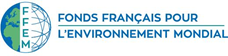 FFEM
FONDS FRANÇAIS POUR
L'ENVIRONNEMENT MONDIAL